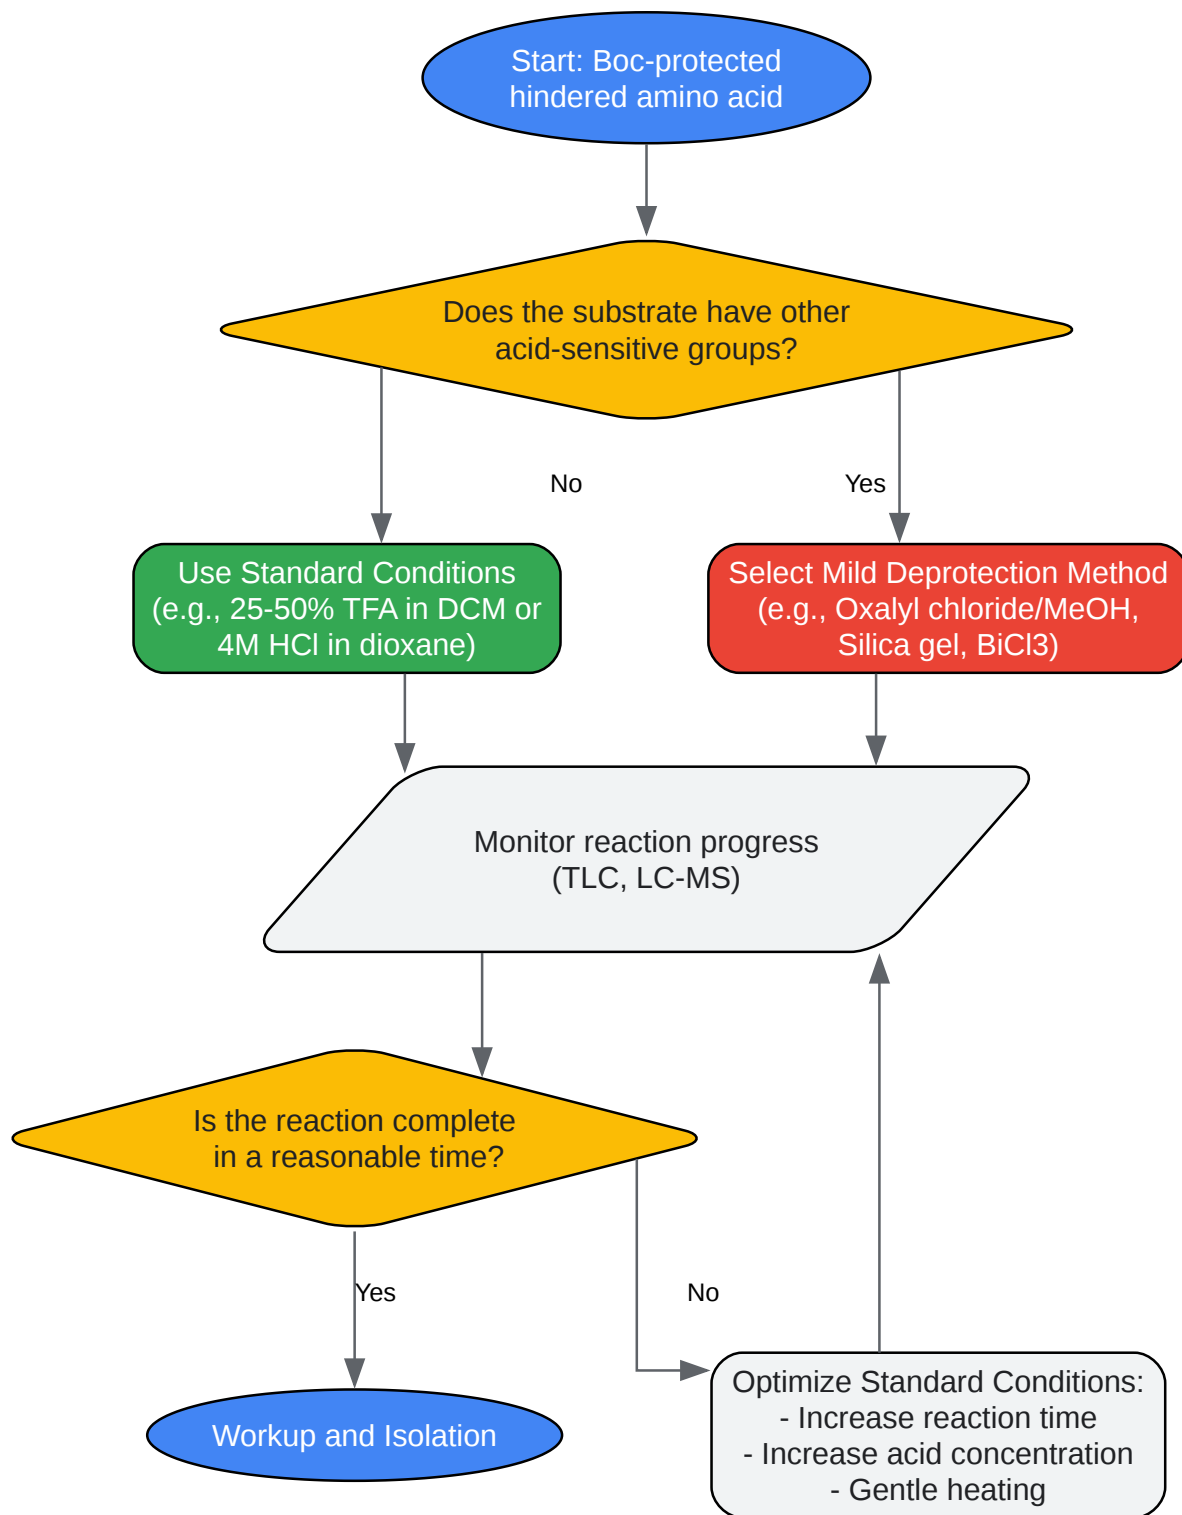 Start: Boc-protected
hindered amino acid
Does the substrate have other
acid-sensitive groups?
No
Yes
Use Standard Conditions
(e.g., 25-50% TFA in DCM or
4M HCl in dioxane)
Select Mild Deprotection Method
(e.g., Oxalyl chloride/MeOH,
Silica gel, BiCl3)
Monitor reaction progress
(TLC, LC-MS)
Is the reaction complete
in a reasonable time?
Yes
No
Workup and Isolation
Optimize Standard Conditions:
- Increase reaction time
- Increase acid concentration
- Gentle heating